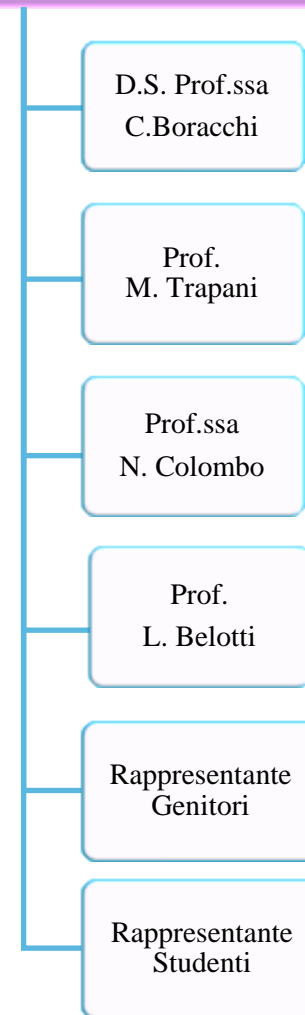 D.S. Prof.ssa
C.Boracchi
Prof.
M. Trapani
Prof.ssa
N. Colombo
Prof.
L. Belotti
Rappresentante
Genitori
Rappresentante
Studenti